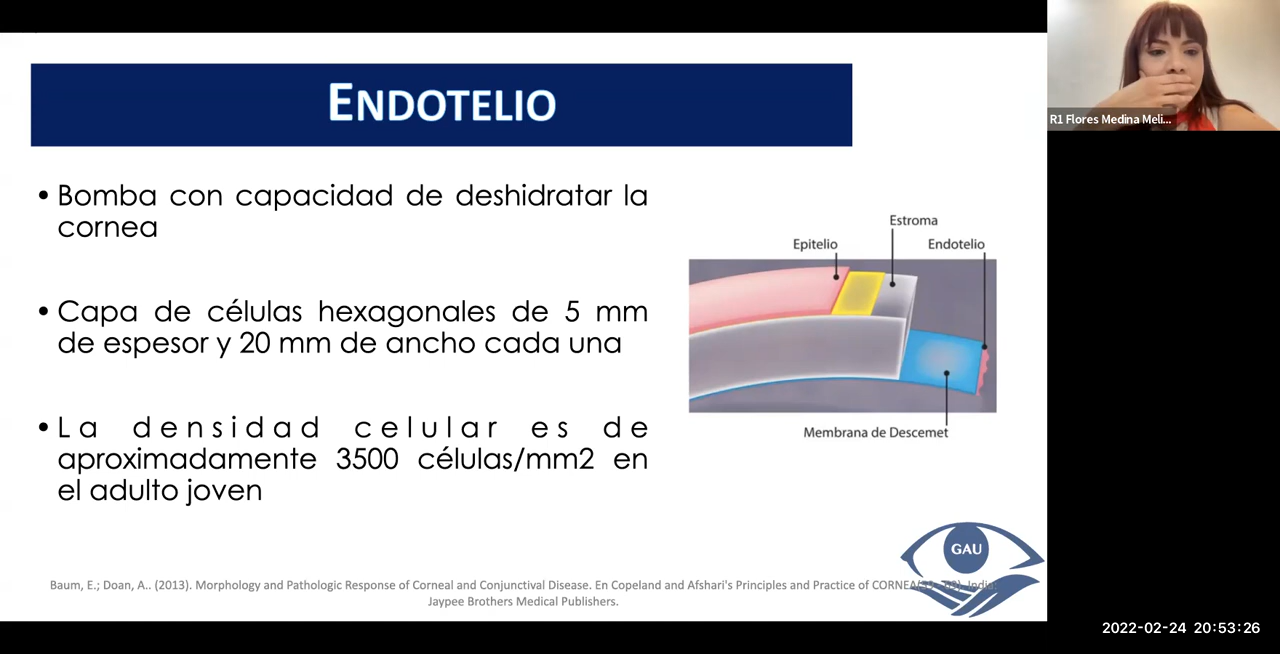 ENDOTELIO
• Bomba con capacidad de deshidratar la
cornea
• Capa de células hexagonales de 5 mm
de espesor y 20 mm de ancho cada una
• La densidad celular es de
aproximadamente 3500 células/mm2 en
el adulto joven
Estroma
Epitelio
Endotelio
Membrana de Descemet
GAU
Baum, E.; Doan, A.. (2013). Morphology and Pathologic Response of Corneal and Conjunctival Disease. En Copeland and Afshari's Principles and Practice of CORNEA
Jaypee Brothers Medical Publishers.
R1 Flores Medina Meli...
2022-02-24 20:53:26